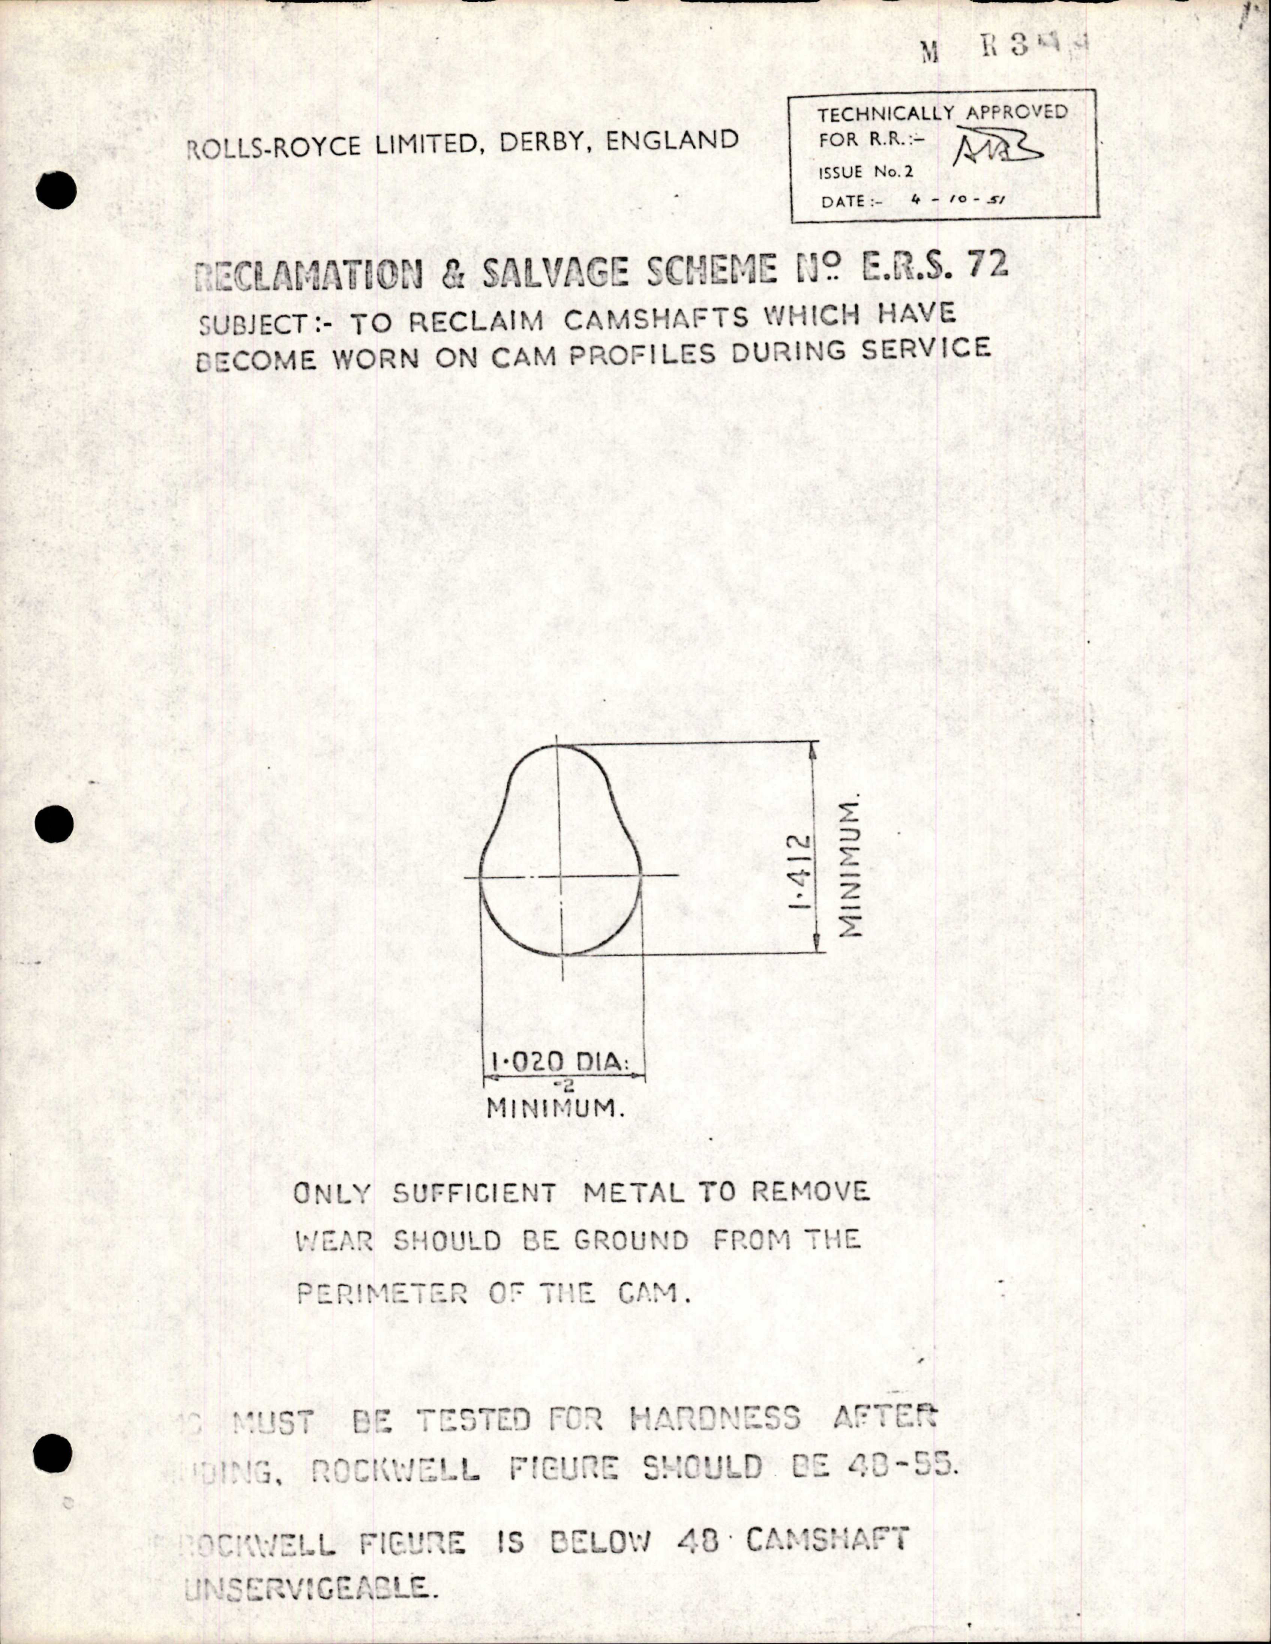 M R3
TECHNICALLY APPROVED
FOR R.R.:-
ISSUE No. 2
DATE:- 4 - 10 - 51
ROLLS-ROYCE LIMITED, DERBY, ENGLAND
RECLAMATION & SALVAGE SCHEME Nº E.R.S. 72
SUBJECT:- TO RECLAIM CAMSHAFTS WHICH HAVE
BECOME WORN ON CAM PROFILES DURING SERVICE
1·412
MINIMUM.
1·020 DIA:
-2
MINIMUM.
ONLY SUFFICIENT METAL TO REMOVE
WEAR SHOULD BE GROUND FROM THE
PERIMETER OF THE CAM.
MUST BE TESTED FOR HARDNESS AFTER
ROCKWELL FIGURE SHOULD BE 48-55.
ROCKWELL FIGURE IS BELOW 48 CAMSHAFT
UNSERVICEABLE.